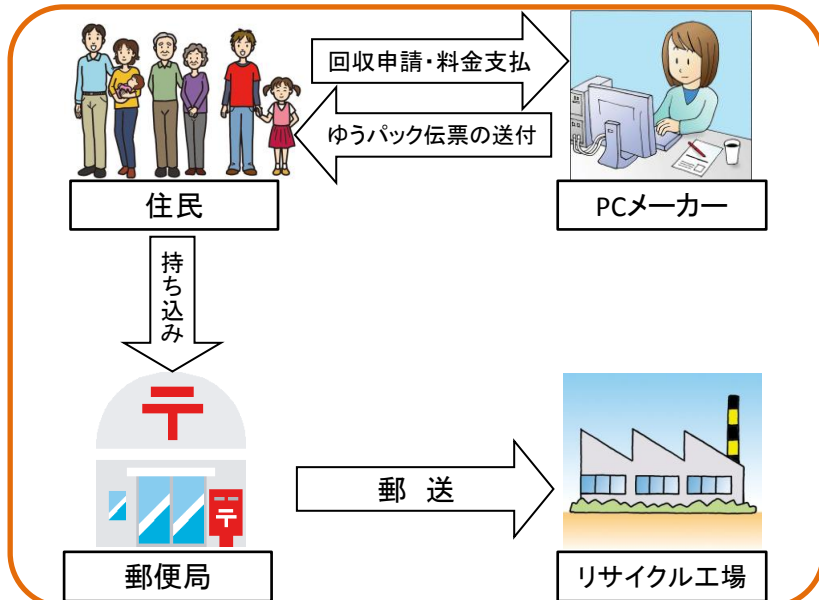 回収申請・料金支払
ゆうパック伝票の送付
住民
PCメーカー
持ち込み
郵送
郵便局
リサイクル工場